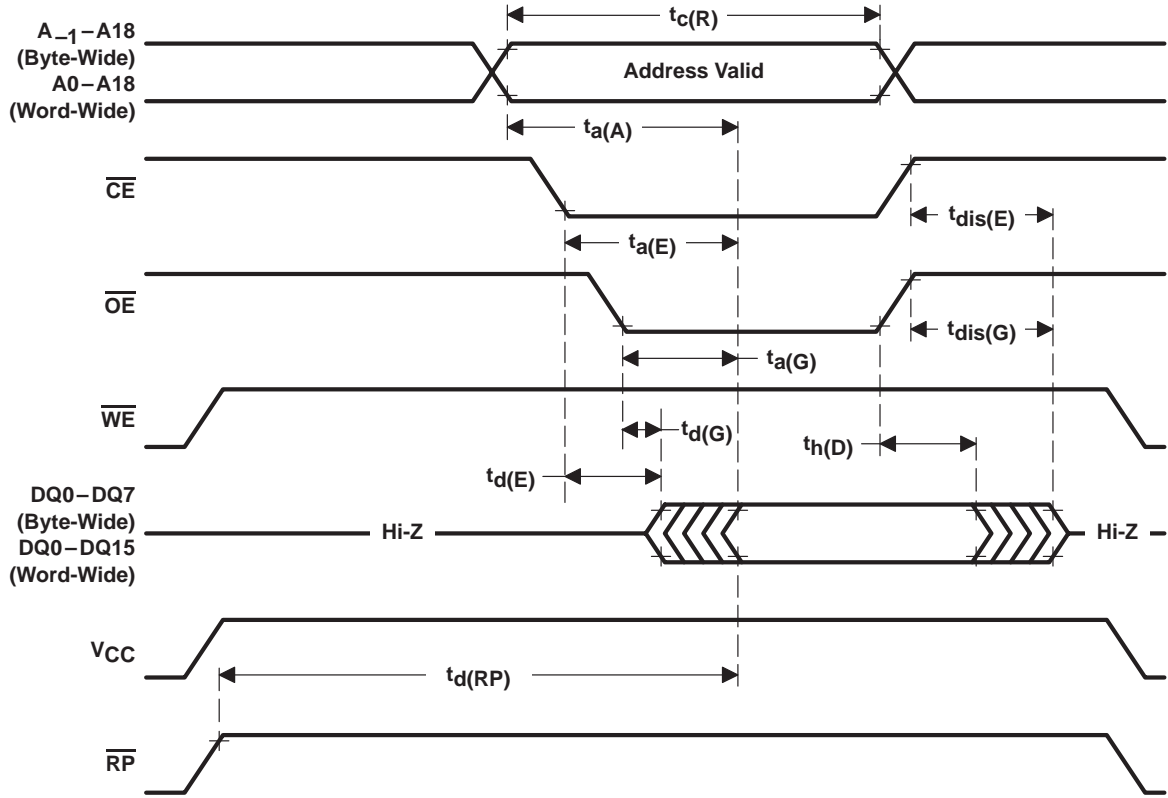 tc(R)
A–1–A18
(Byte-Wide)
A0–A18
(Word-Wide)
Address Valid
ta(A)
CE
tdis(E)
ta(E)
OE
tdis(G)
ta(G)
WE
td(G)
th(D)
td(E)
DQ0–DQ7
(Byte-Wide)
DQ0–DQ15
(Word-Wide)
Hi-Z
Hi-Z
VCC
td(RP)
RP